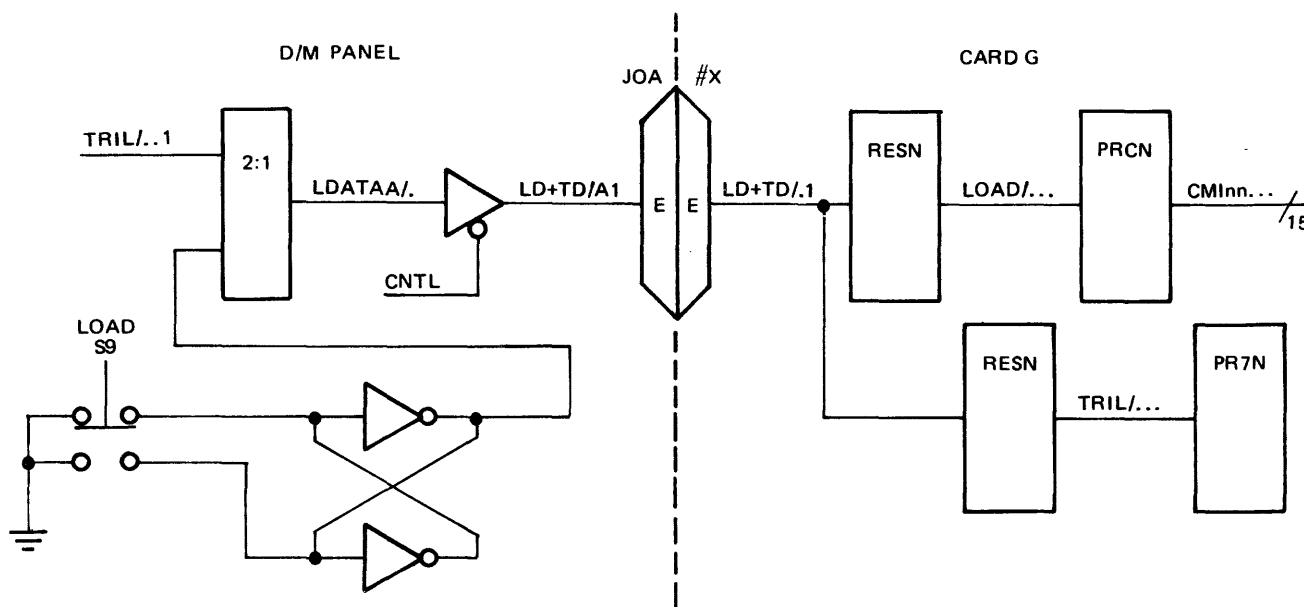 D/M PANEL
CARD G
JOA
#X
TRIL/..1
2:1
LDATAA/.
LD+TD/A1
E
E
LD+TD/.1
RESN
LOAD/...
PRCN
CMInn...
15
CNTL
LOAD
S9
RESN
TRIL/...
PR7N